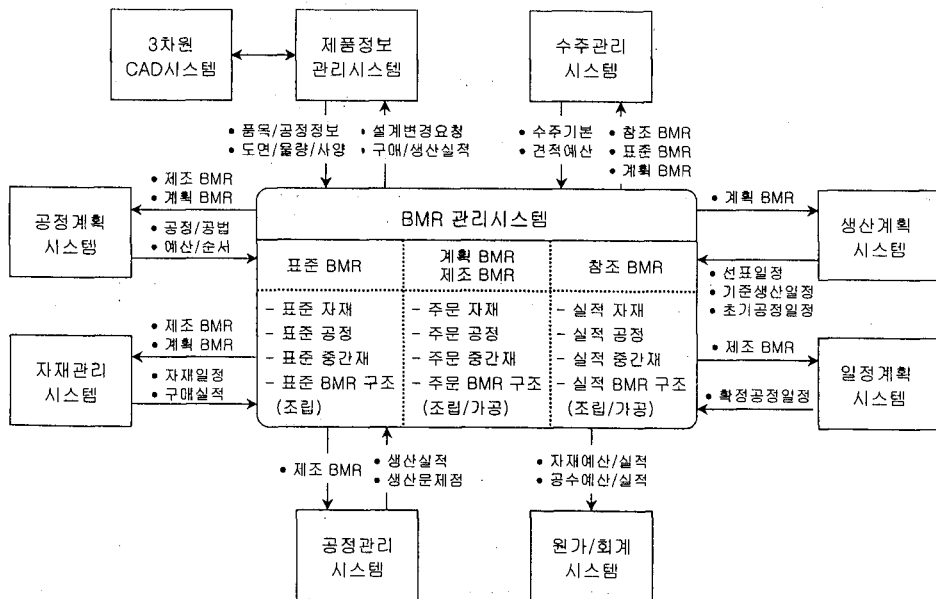 3차원
CAD시스템
제품정보
관리시스템
수주관리
시스템
• 품목/공정정보
• 도면/물량/사양
• 설계변경요청
• 구매/생산실적
• 수주기본
• 견적예산
• 참조 BMR
• 표준 BMR
• 계획 BMR
공정계획
시스템
• 제조 BMR
• 계획 BMR
• 공정/공법
• 예산/순서
BMR 관리시스템
표준 BMR
- 표준 자재
- 표준 공정
- 표준 중간재
- 표준 BMR 구조
(조립)
계획 BMR
제조 BMR
- 주문 자재
- 주문 공정
- 주문 중간재
- 주문 BMR 구조
(조립/가공)
참조 BMR
- 실적 자재
- 실적 공정
- 실적 중간재
- 실적 BMR 구조
(조립/가공)
• 계획 BMR
생산계획
시스템
• 선표일정
• 기준생산일정
• 초기공정일정
자재관리
시스템
• 제조 BMR
• 계획 BMR
• 자재일정
• 구매실적
• 제조 BMR
일정계획
시스템
• 확정공정일정
• 제조 BMR
• 생산실적
• 생산문제점
• 자재예산/실적
• 공수예산/실적
공정관리
시스템
원가/회계
시스템